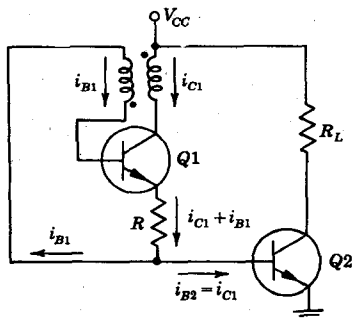 V_CC
i_B1
i_C1
R_L
Q1
R
i_C1 + i_B1
i_B1
i_B2 = i_C1
Q2